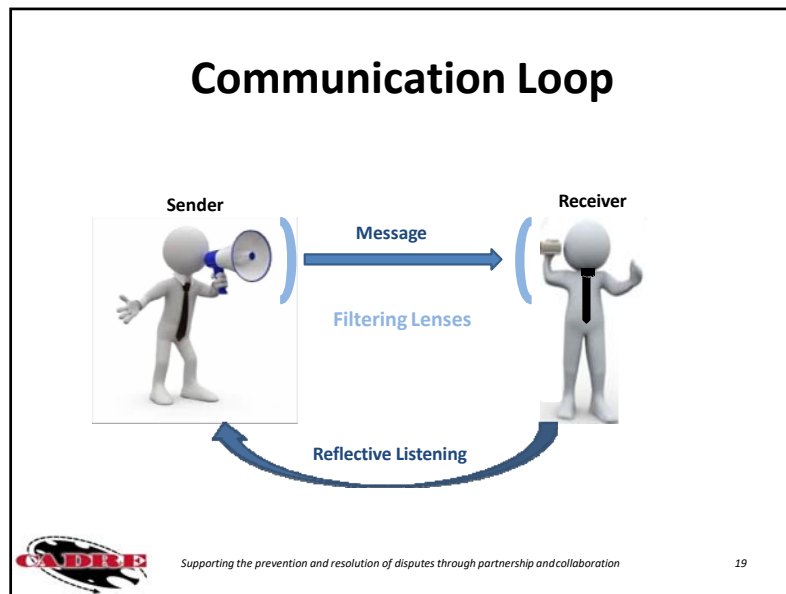 Communication Loop
Sender
Receiver
Message
Filtering Lenses
Reflective Listening
CADRE
Supporting the prevention and resolution of disputes through partnership andcollaboration
19